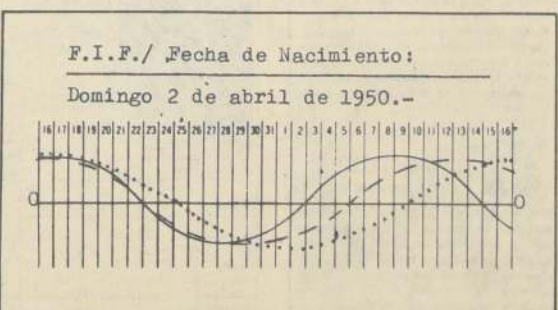 F.I.F./ Fecha de Nacimiento:
Domingo 2 de abril de 1950.-
16 17 18 19 20 21 22 23 24 25 26 27 28 29 30 31 1 2 3 4 5 6 7 8 9 10 11 12 13 14 15 16
0 0